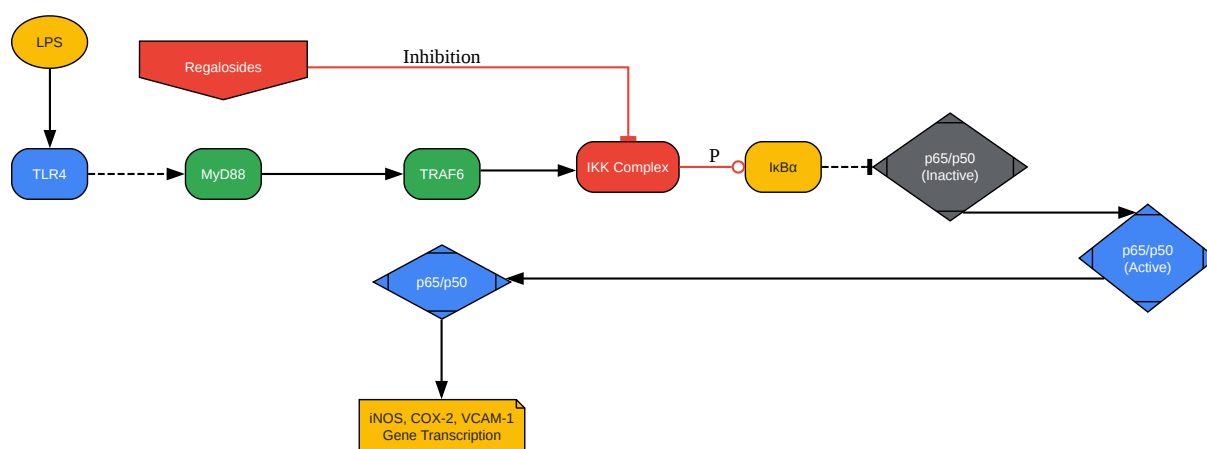 LPS
Regalosides
Inhibition
TLR4
MyD88
TRAF6
IKK Complex
P
IκBα
p65/p50
(Inactive)
p65/p50
(Active)
p65/p50
iNOS, COX-2, VCAM-1
Gene Transcription